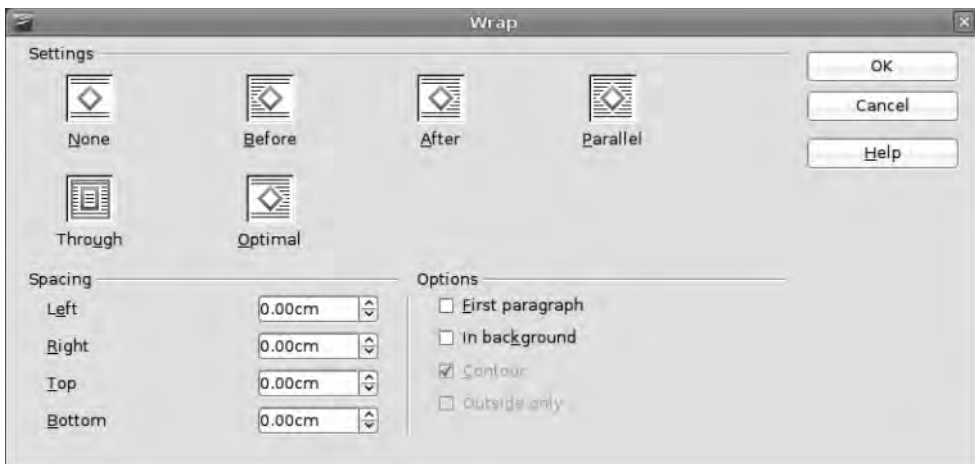 Wrap
Settings
None
Before
After
Parallel
Through
Optimal
OK
Cancel
Help
Spacing
Left
0.00cm
Right
0.00cm
Top
0.00cm
Bottom
0.00cm
Options
First paragraph
In background
Contour
Outside only